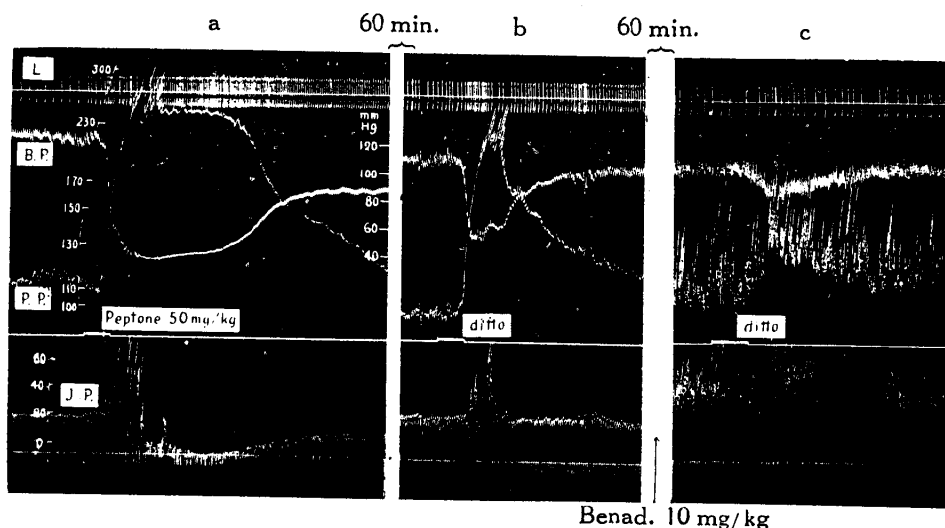 60 min.
60 min.
a
b
c
L
300
mm
Hg
230
120
B.P.
100
170
80
150
60
130
40
110
P.P.
100
Peptone 50 mg/kg
ditto
ditto
60
40
J.P.
20
0
Benad. 10 mg/kg